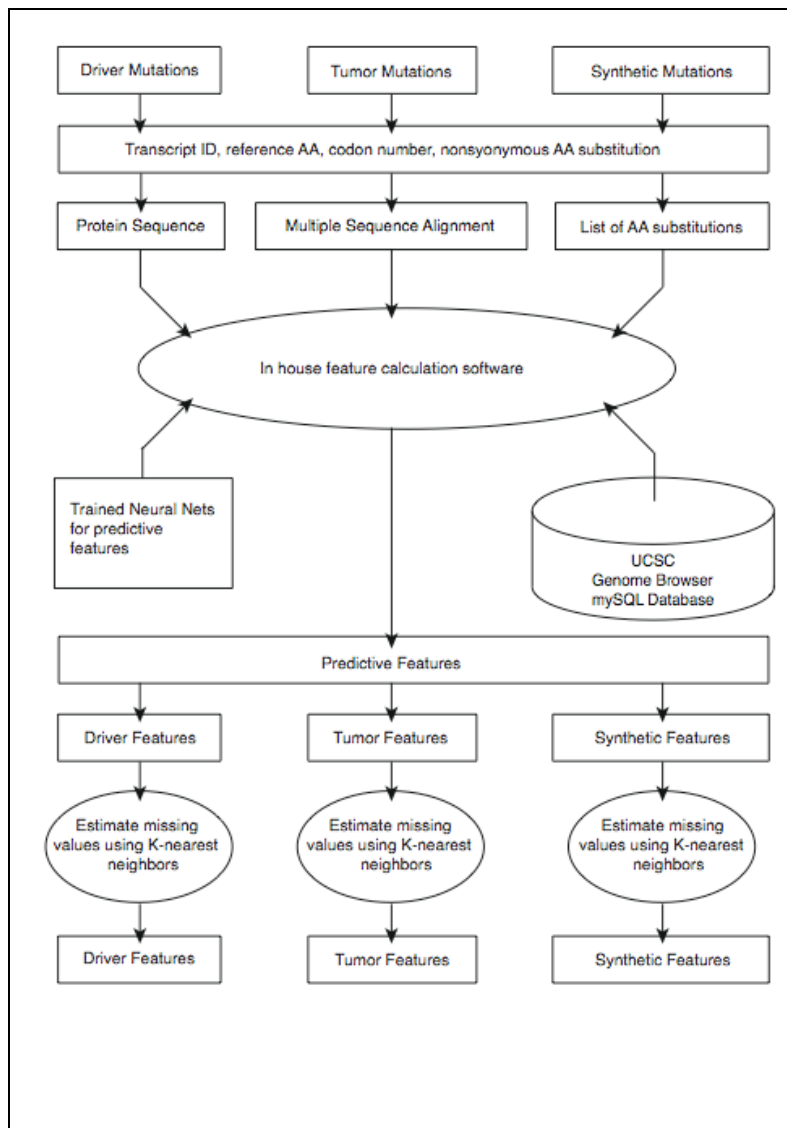 Driver Mutations
Tumor Mutations
Synthetic Mutations
Transcript ID, reference AA, codon number, nonsyonymous AA substitution
Protein Sequence
Multiple Sequence Alignment
List of AA substitutions
In house feature calculation software
Trained Neural Nets
for predictive
features
UCSC
Genome Browser
mySQL Database
Predictive Features
Driver Features
Tumor Features
Synthetic Features
Estimate missing
values using K-nearest
neighbors
Estimate missing
values using K-nearest
neighbors
Estimate missing
values using K-nearest
neighbors
Driver Features
Tumor Features
Synthetic Features